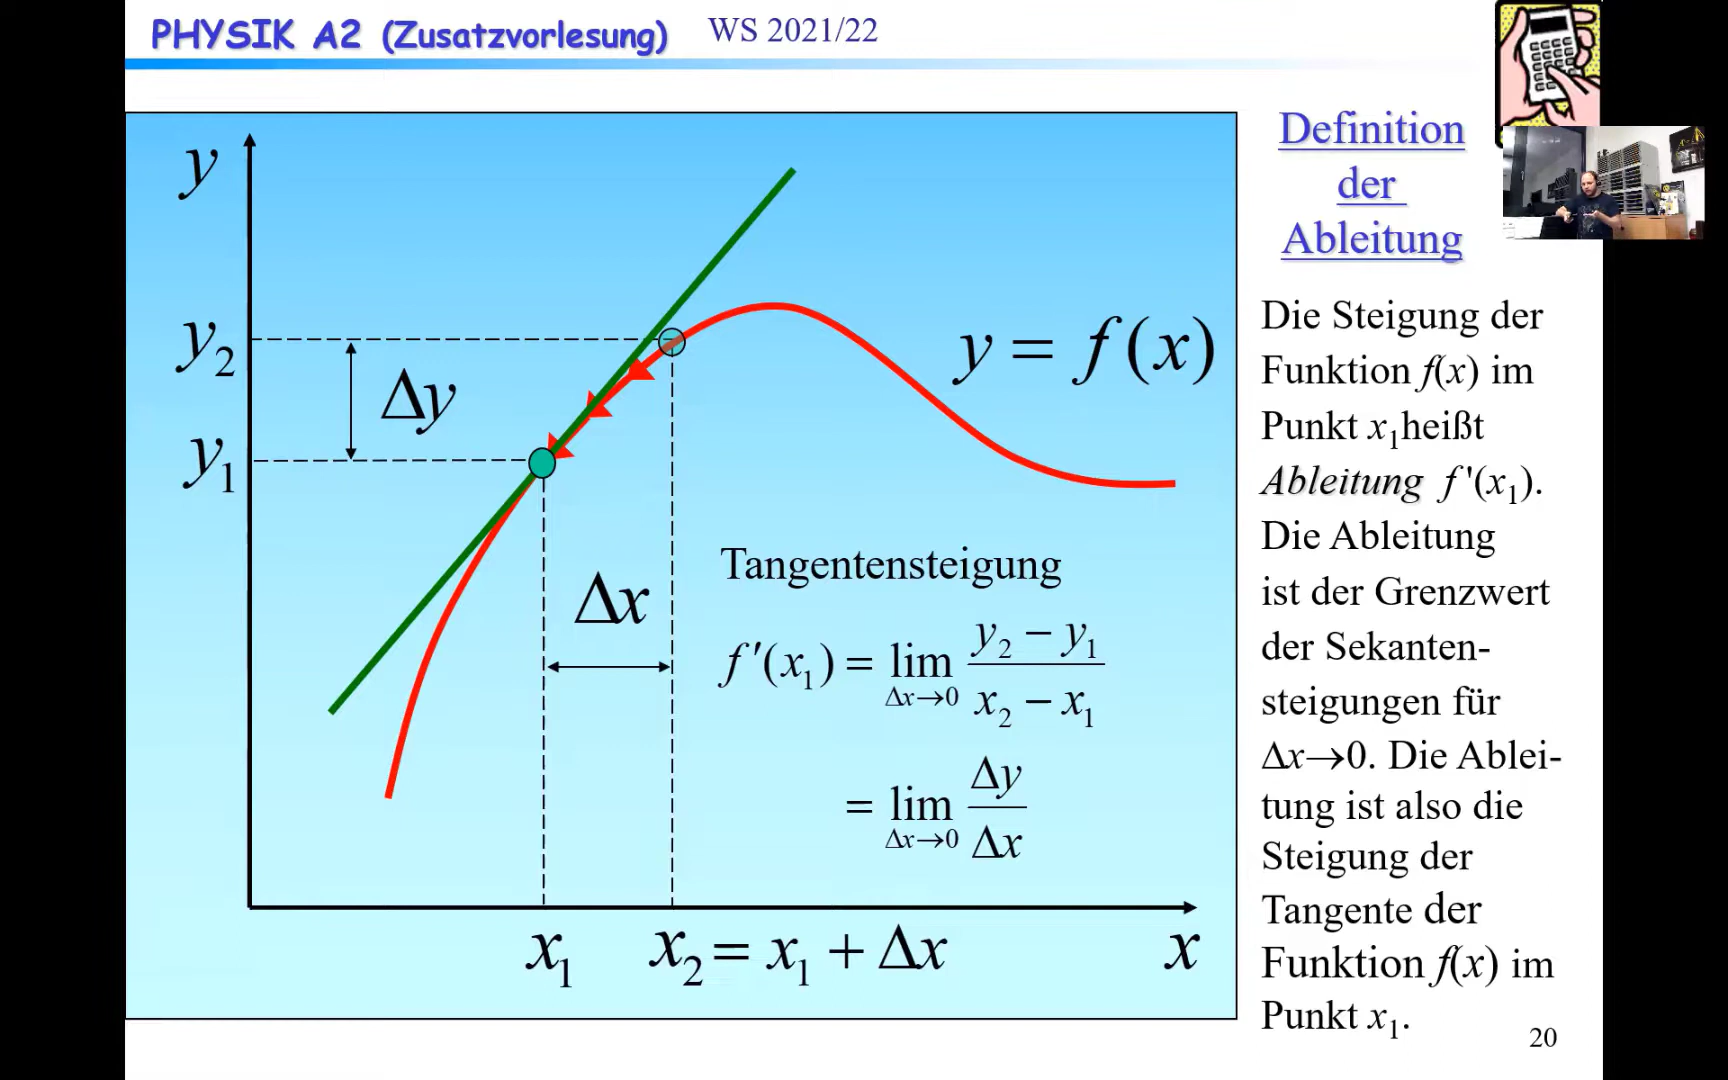 PHYSIK A2 (Zusatzvorlesung) WS 2021/22
Definition
der
Ableitung
y
y₂
Δy
y₁
y = f(x)
Δx
Tangentensteigung
f′(x₁) = lim Δx→0 (y₂ − y₁)/(x₂ − x₁)
= lim Δx→0 Δy/Δx
x₁ x₂ = x₁ + Δx x
Die Steigung der
Funktion f(x) im
Punkt x₁heißt
Ableitung f '(x₁).
Die Ableitung
ist der Grenzwert
der Sekanten-
steigungen für
Δx→0. Die Ablei-
tung ist also die
Steigung der
Tangente der
Funktion f(x) im
Punkt x₁.
20